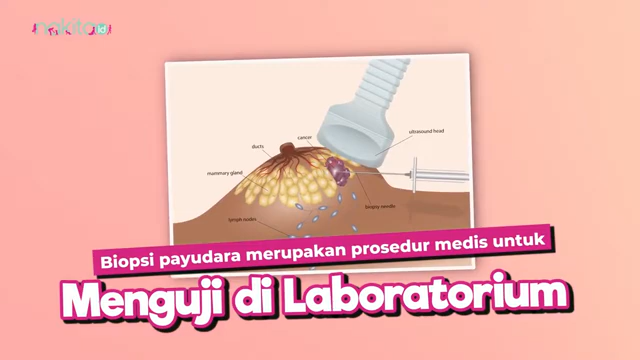 nakita.id
cancer
ultrasound head
ducts
mammary gland
biopsy needle
lymph nodes
Biopsi payudara merupakan prosedur medis untuk
Menguji di Laboratorium